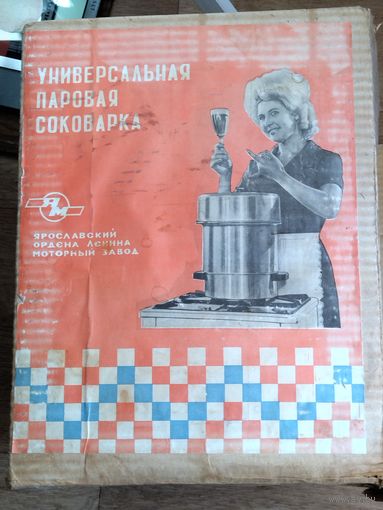 УНИВЕРСАЛЬНАЯ
ПАРОВАЯ
СОКОВАРКА
ЯМ
ЯРОСЛАВСКИЙ
ОРДЕНА ЛЕНИНА
МОТОРНЫЙ ЗАВОД